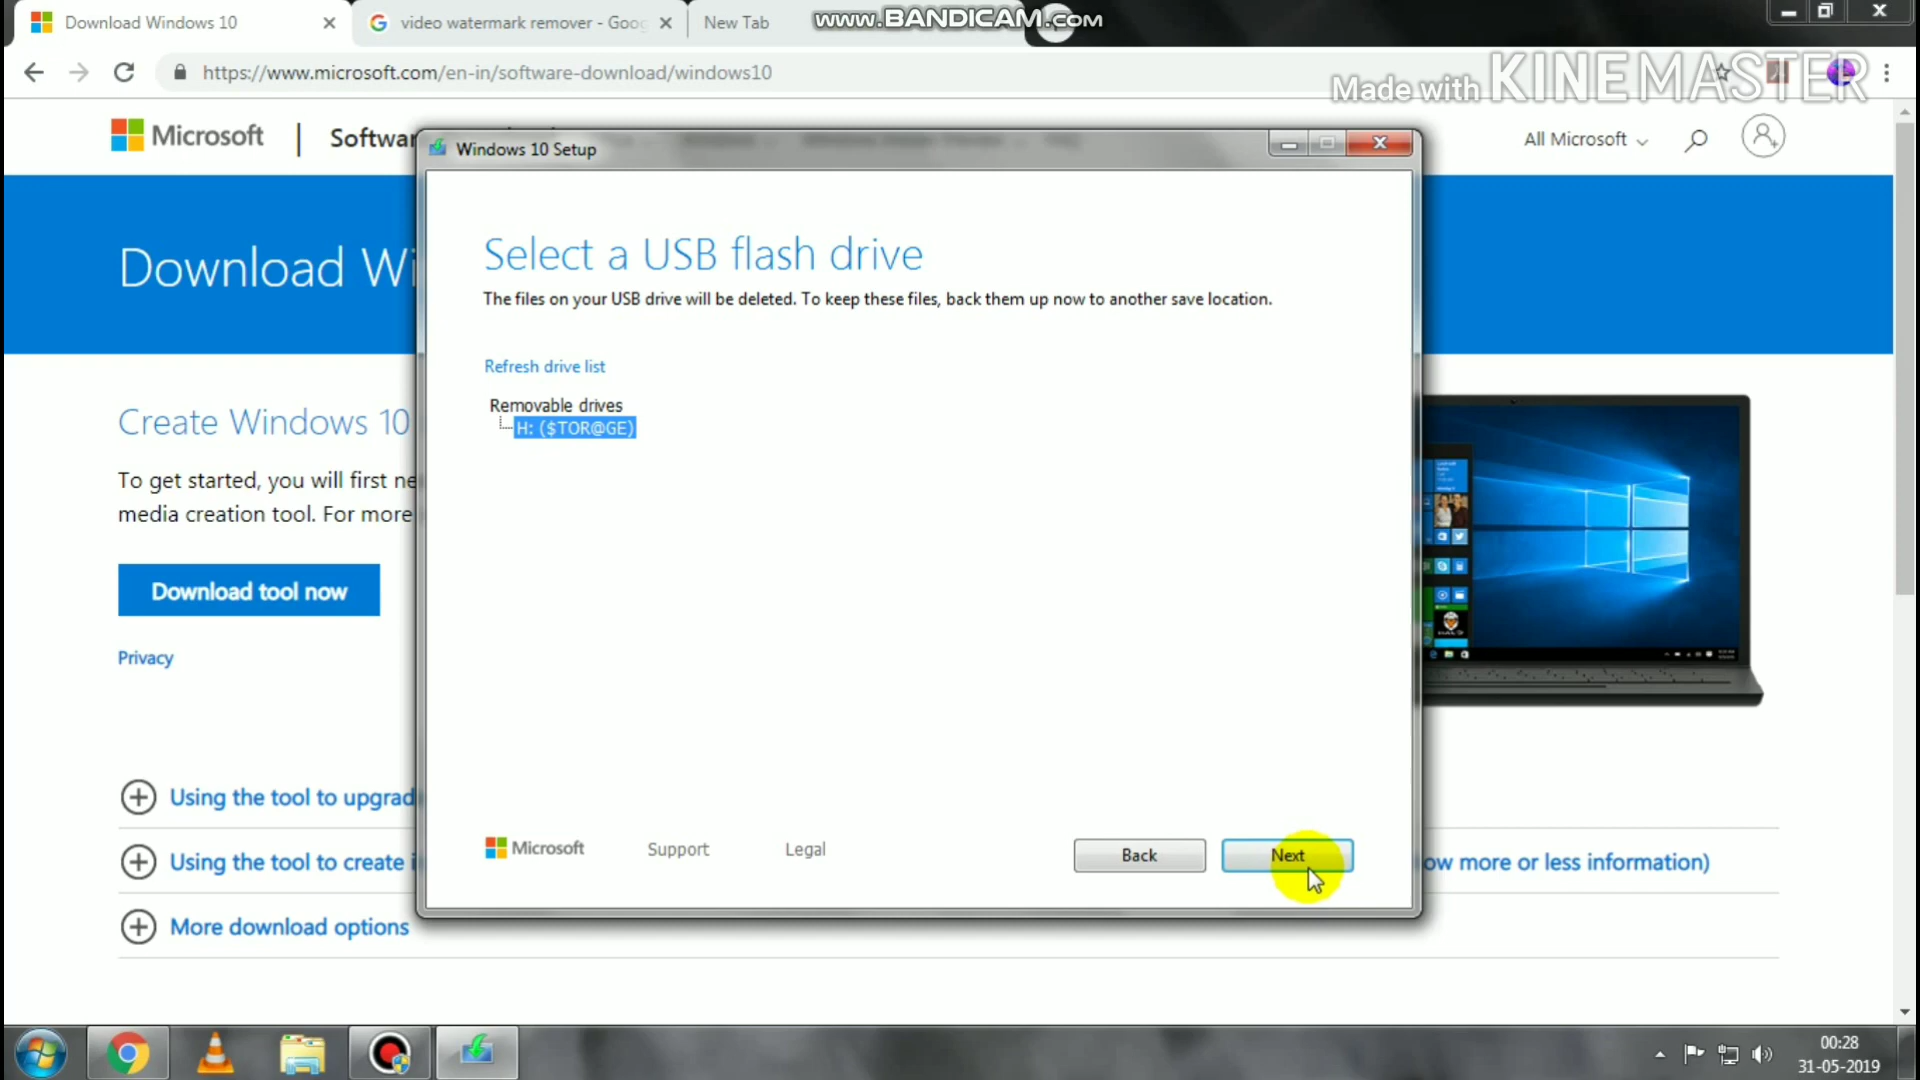 Download Windows 10
video watermark remover - Goog
New Tab
www.BANDICAM.COM
https://www.microsoft.com/en-in/software-download/windows10
Made with KINEMASTER
Microsoft
Softwar
All Microsoft
Windows 10 Setup
Download Wi
Select a USB flash drive
The files on your USB drive will be deleted. To keep these files, back them up now to another save location.
Refresh drive list
Removable drives
H: ($TOR@GE)
Create Windows 10
To get started, you will first ne
media creation tool. For more
Download tool now
Privacy
Using the tool to upgrad
Using the tool to create i
ow more or less information)
More download options
Microsoft
Support
Legal
Back
Next
00:28
31-05-2019